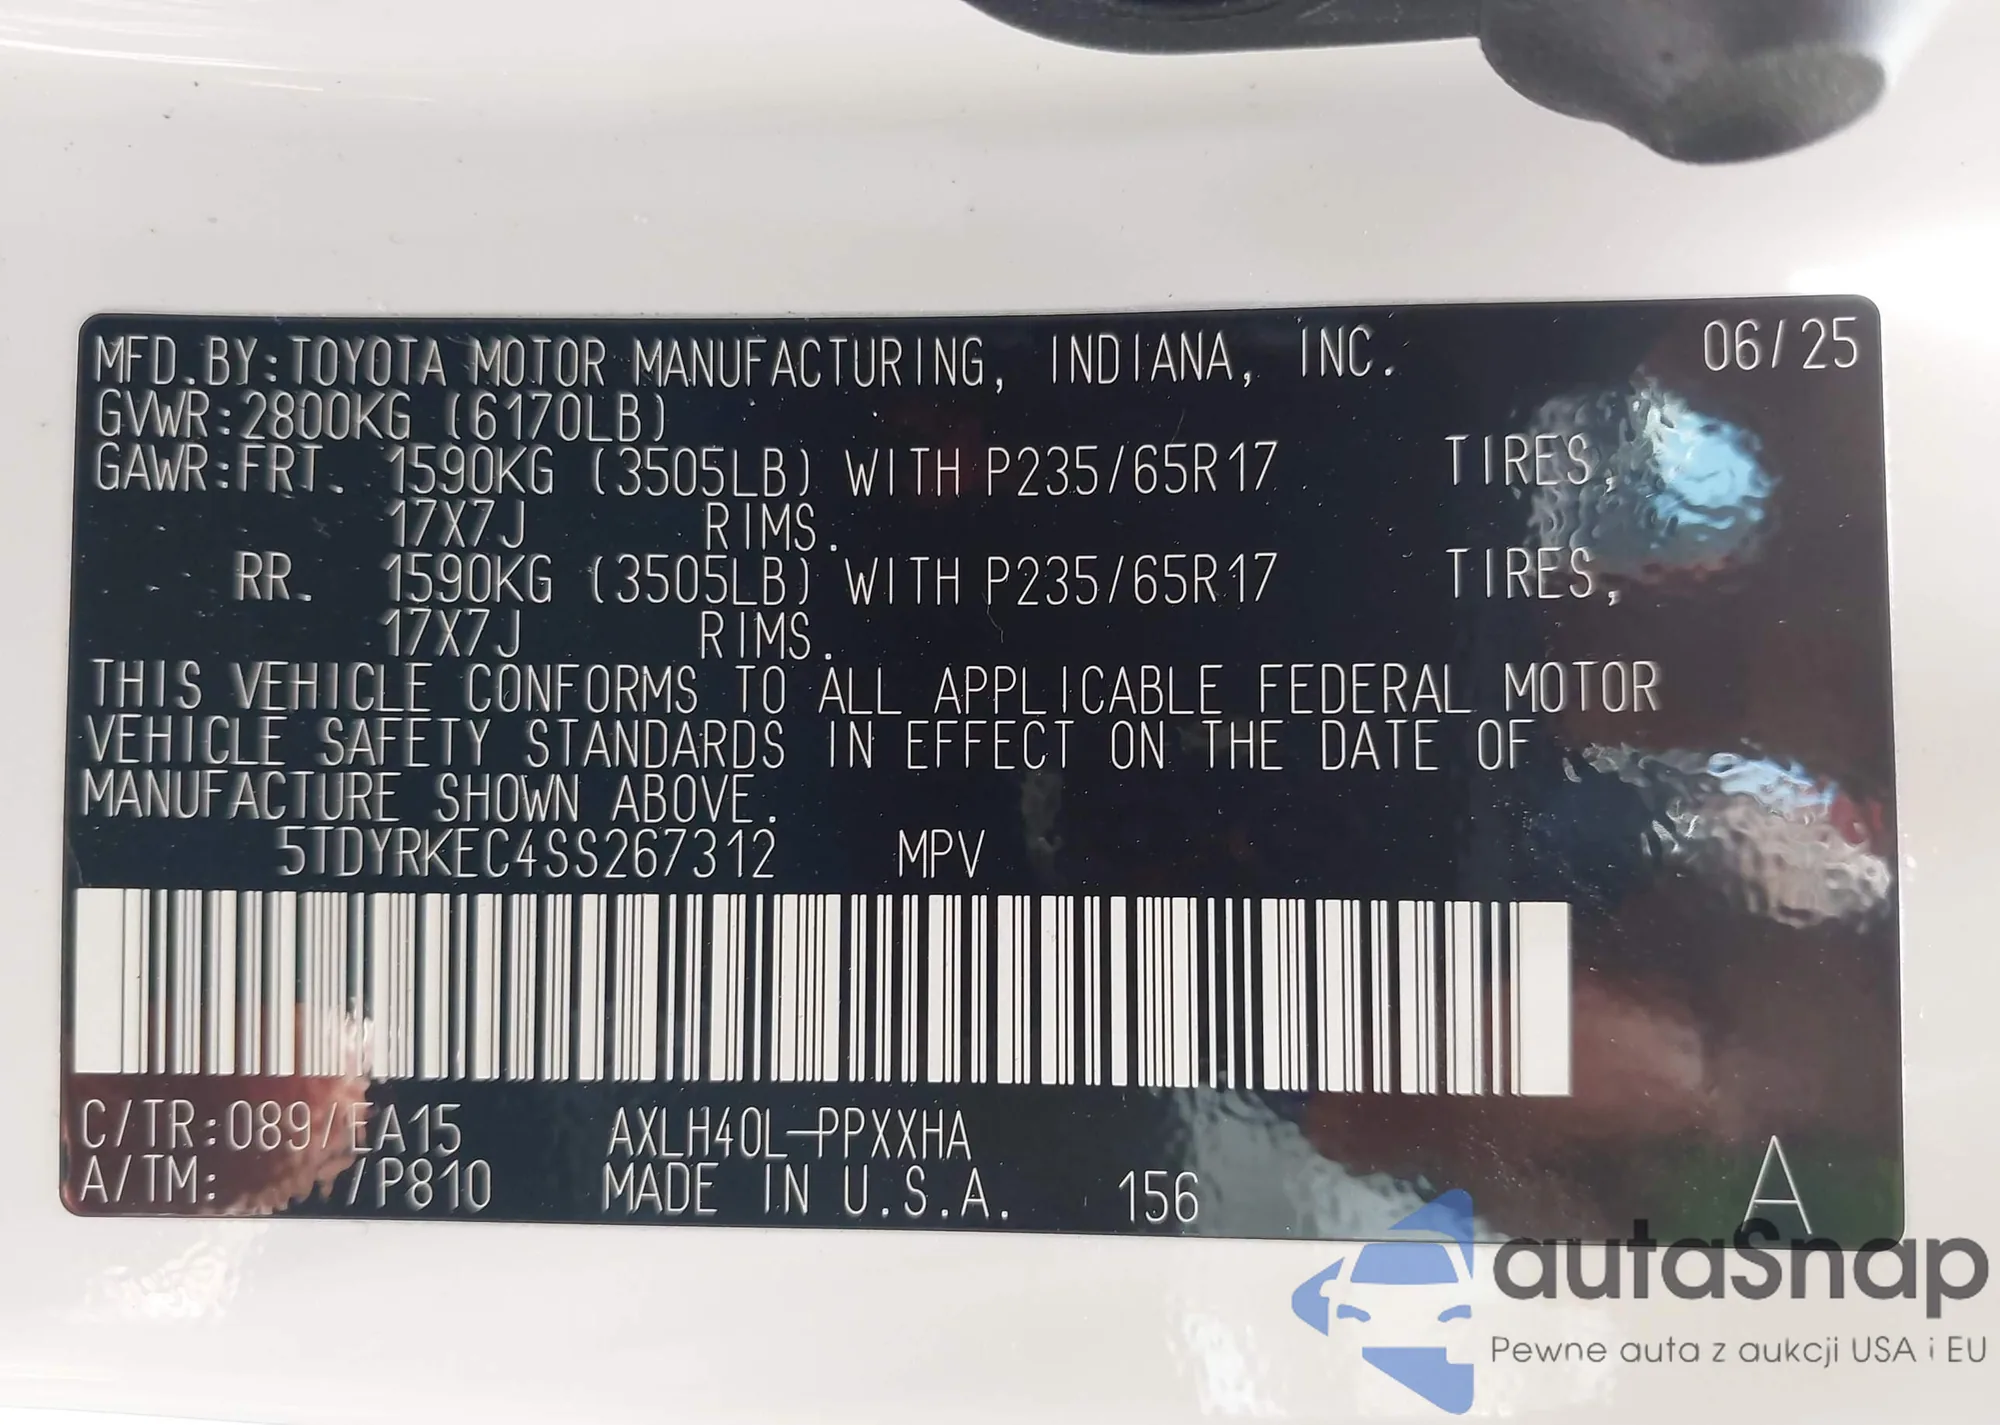 MFD.BY:TOYOTA MOTOR MANUFACTURING, INDIANA, INC. 06/25
GVWR:2800KG (6170LB)
GAWR:FRT. 1590KG (3505LB) WITH P235/65R17 TIRES,
17X7J RIMS.
RR. 1590KG (3505LB) WITH P235/65R17 TIRES,
17X7J RIMS.
THIS VEHICLE CONFORMS TO ALL APPLICABLE FEDERAL MOTOR
VEHICLE SAFETY STANDARDS IN EFFECT ON THE DATE OF
MANUFACTURE SHOWN ABOVE.
5TDYRKEC4SS267312 MPV
C/TR:089/EA15 AXLH40L-PPXXHA
A/TM: /P810 MADE IN U.S.A. 156 A
autaSnap
Pewne auta z aukcji USA i EU